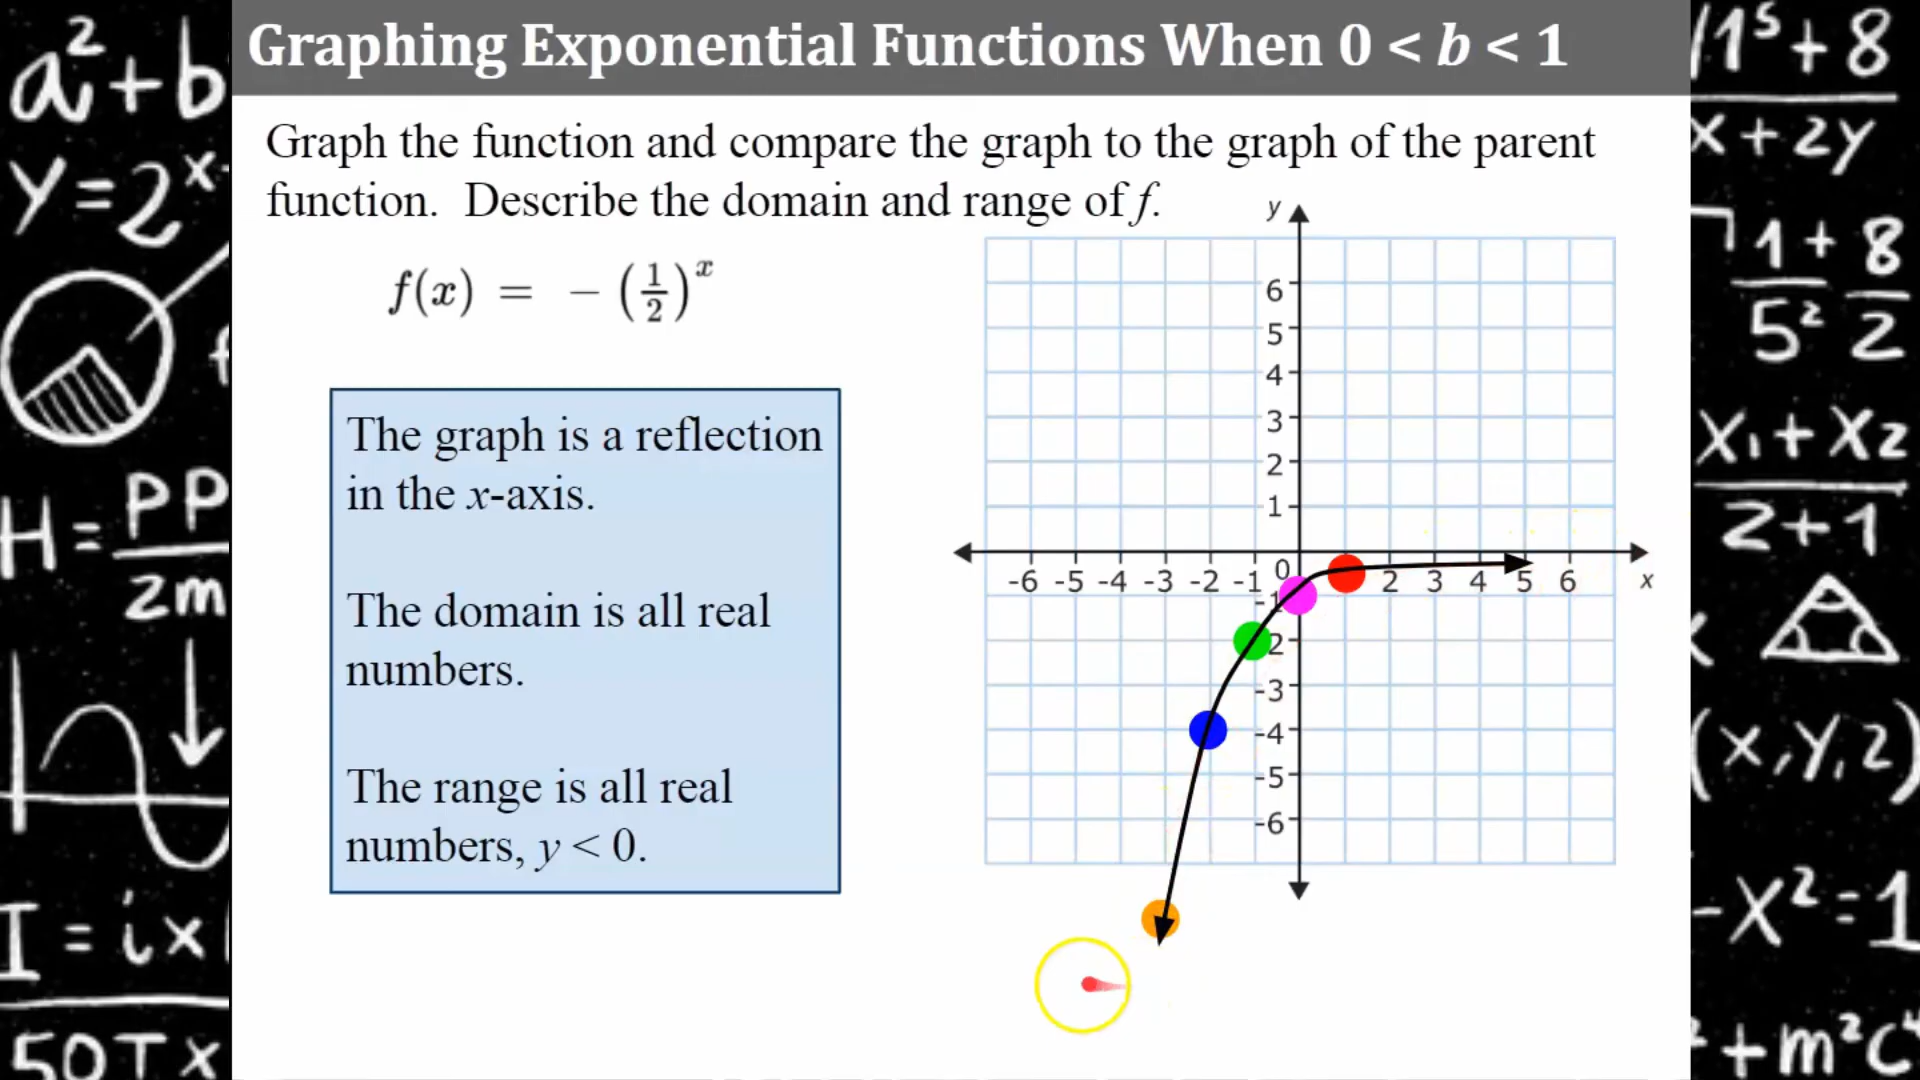 Graphing Exponential Functions When 0 < b < 1
Graph the function and compare the graph to the graph of the parent
function. Describe the domain and range of f.
f(x) = − (1/2)^x
The graph is a reflection
in the x-axis.
The domain is all real
numbers.
The range is all real
numbers, y < 0.
y
6
5
4
3
2
1
0
-6 -5 -4 -3 -2 -1 2 3 4 5 6 x
-1
2
-3
-4
-5
-6
a²+b
y=2^x
H = PP
2m
I = ix
50Tx
1⁵+8
x+2y
1+8
5² 2
X₁+X₂
2+1
(x,y,2)
-X²=1
+m²C⁴